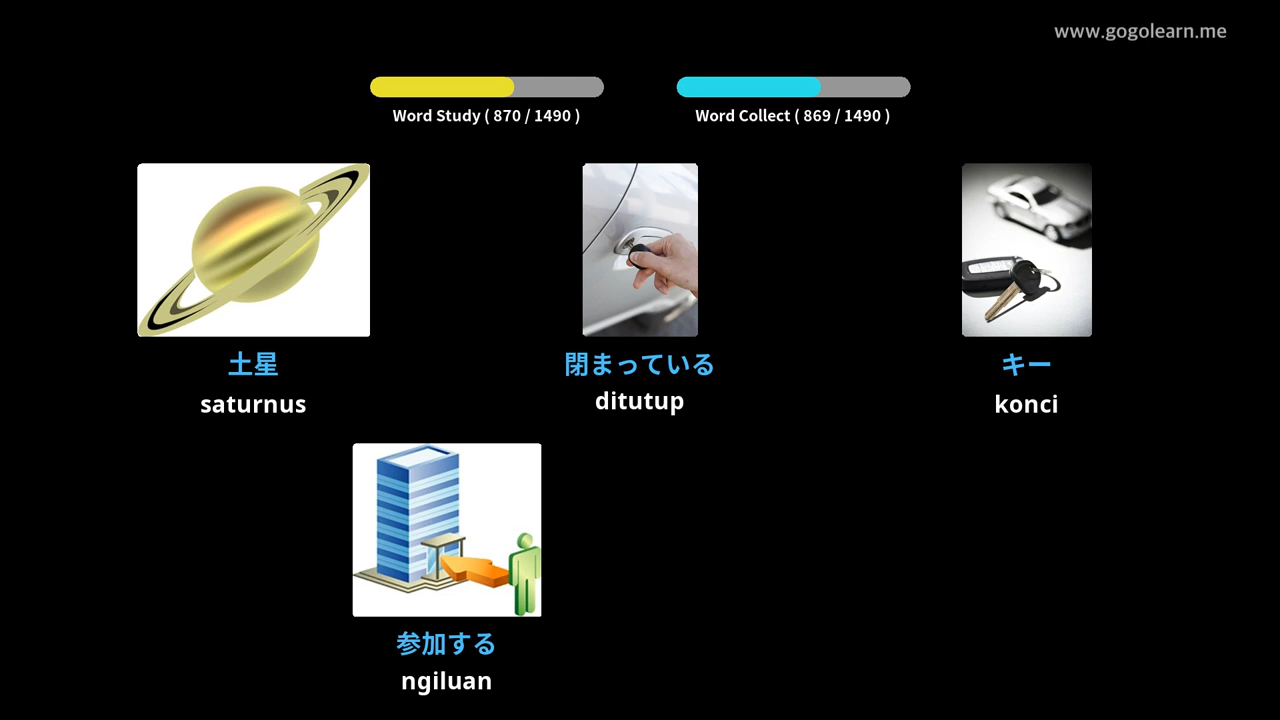 www.gogolearn.me
Word Study ( 870 / 1490 )
Word Collect ( 869 / 1490 )
土星
saturnus
閉まっている
ditutup
キー
konci
参加する
ngiluan